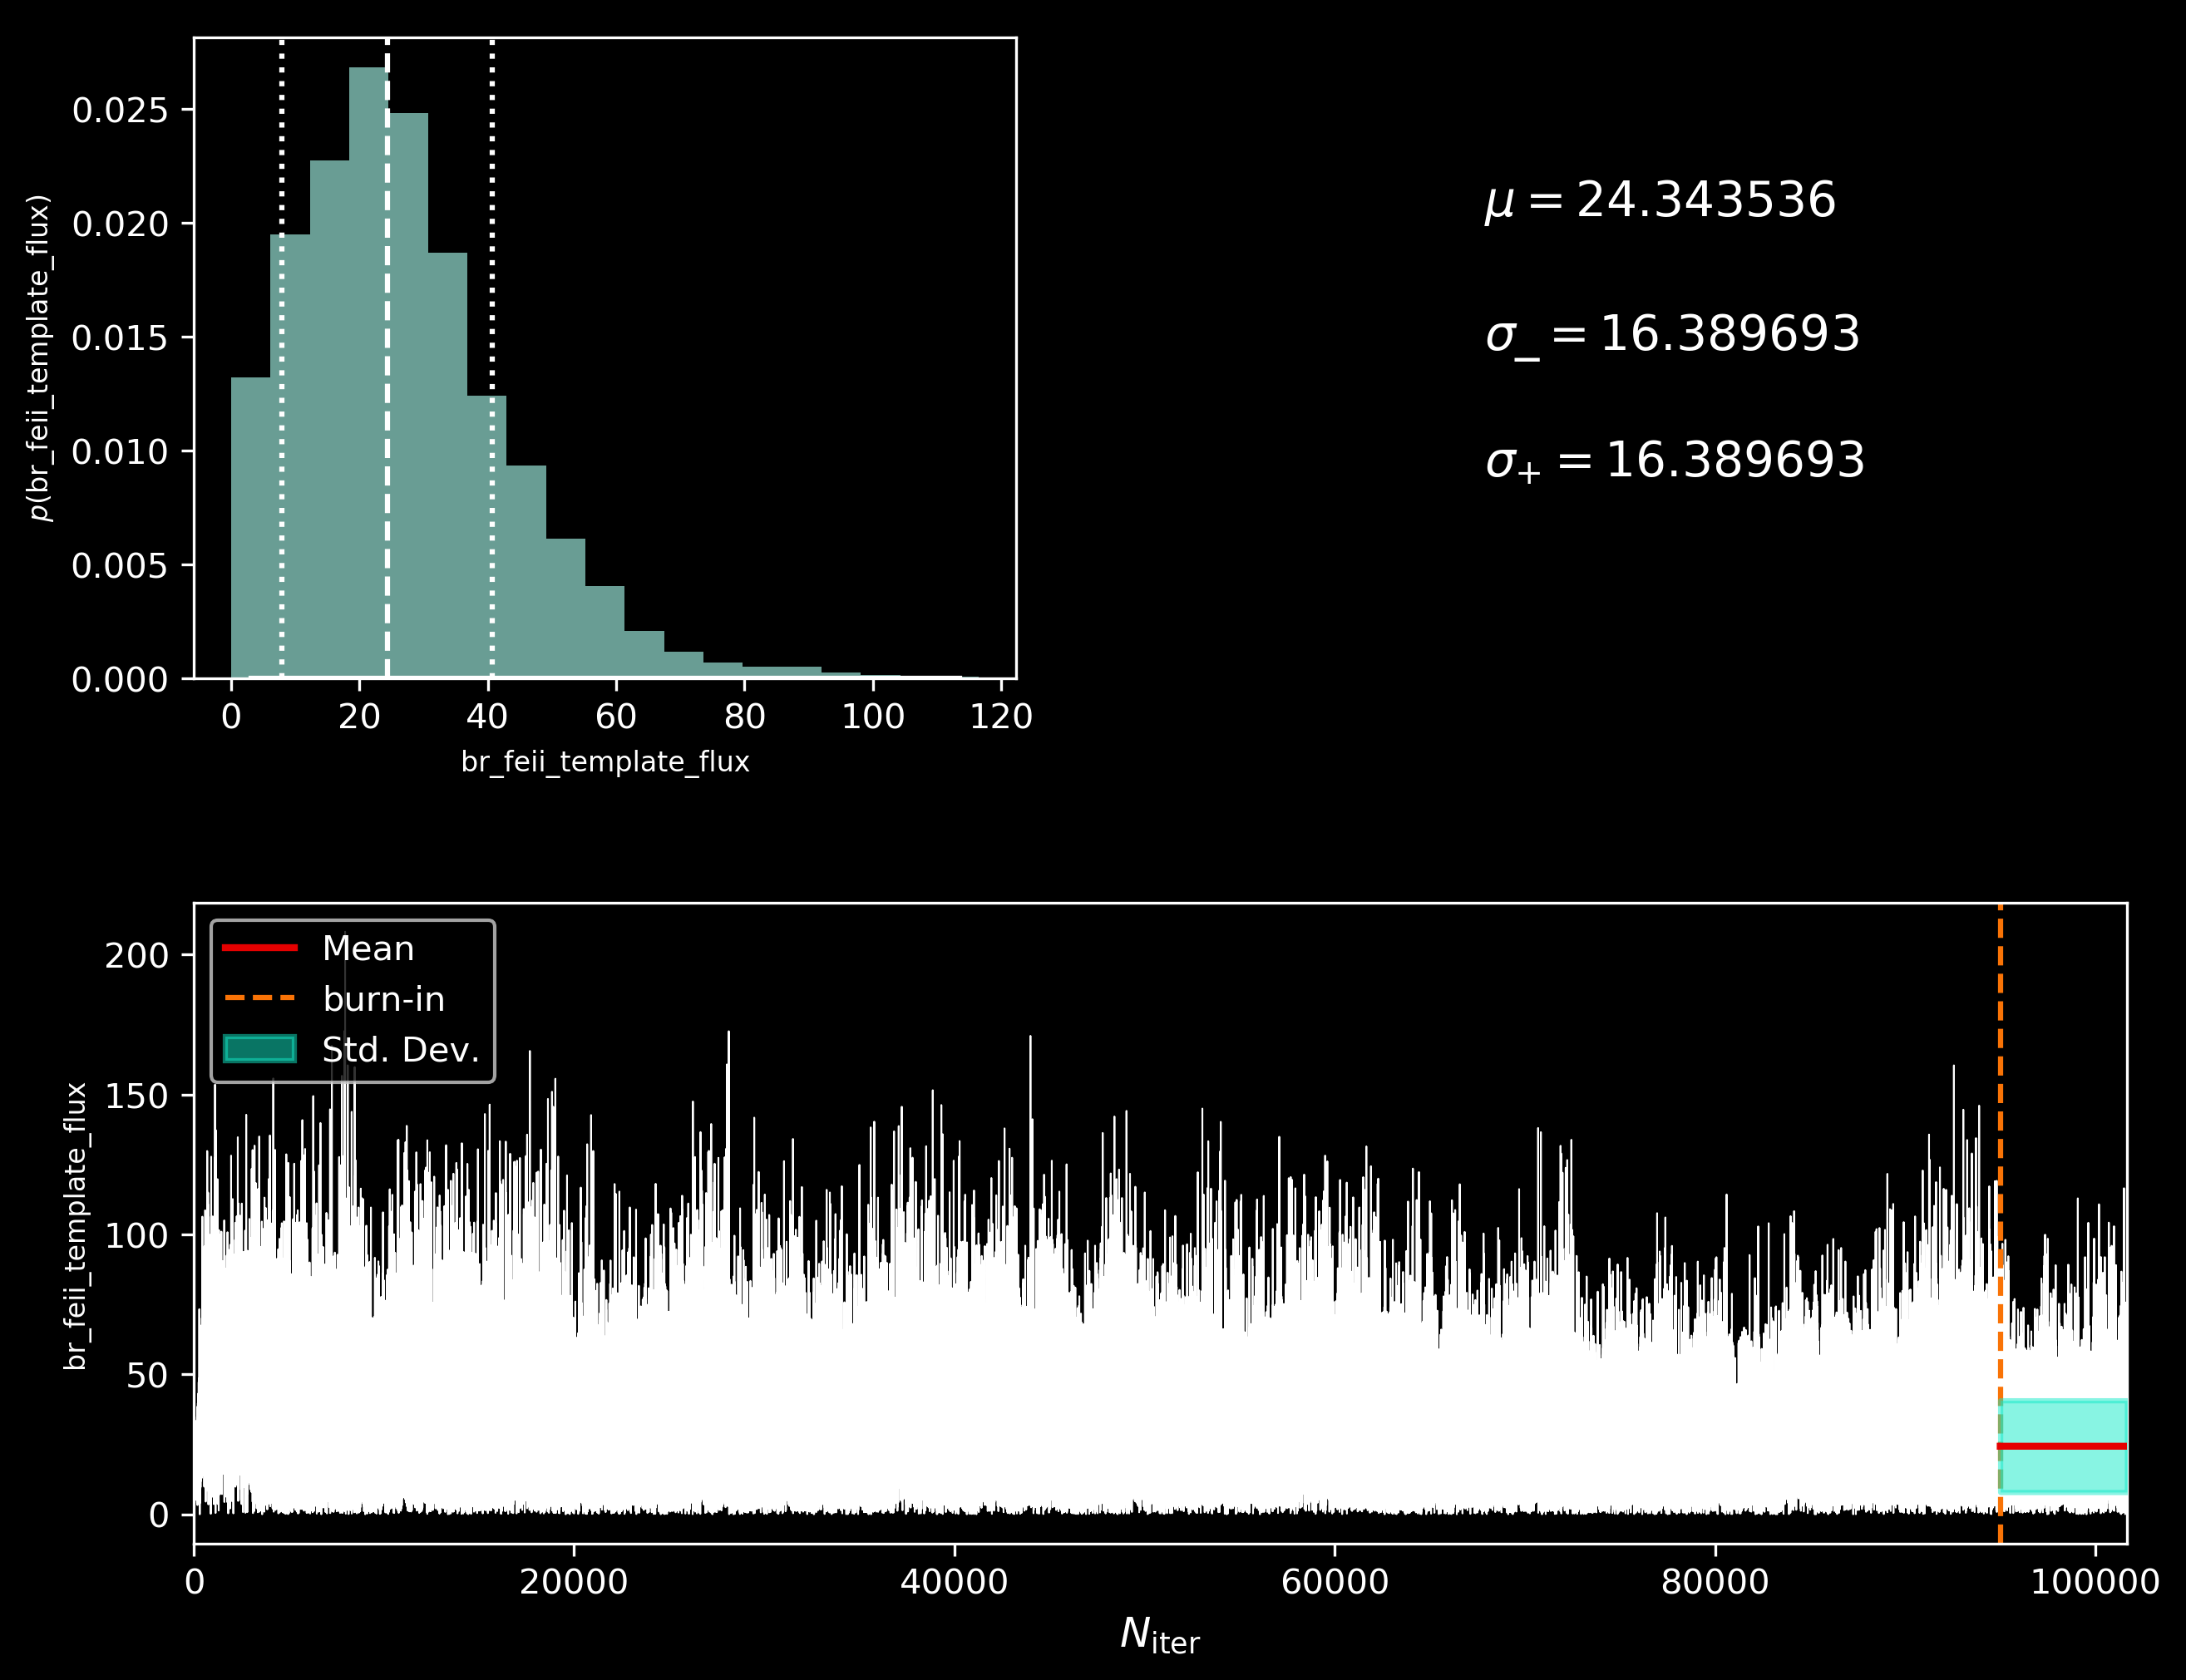 0.025
0.020
0.015
0.010
0.005
0.000
p(br_feii_template_flux)
0 20 40 60 80 100 120
br_feii_template_flux
μ = 24.343536
σ_ = 16.389693
σ+ = 16.389693
Mean
burn-in
Std. Dev.
200
150
100
50
0
br_feii_template_flux
0 20000 40000 60000 80000 100000
Niter